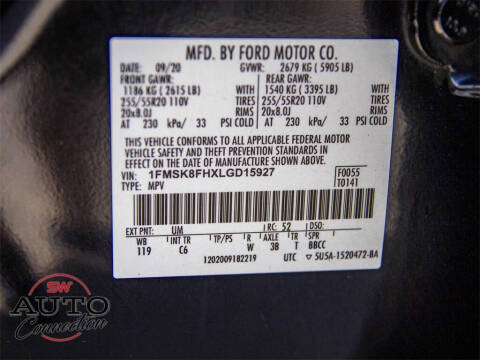 MFD. BY FORD MOTOR CO.
DATE: 09/20 GVWR: 2679 KG ( 5905 LB)
FRONT GAWR: REAR GAWR:
1186 KG ( 2615 LB) WITH 1540 KG ( 3395 LB) WITH
255/55R20 110V TIRES 255/55R20 110V TIRES
20x8.0J RIMS 20x8.0J RIMS
AT 230 kPa/ 33 PSI COLD AT 230 kPa/ 33 PSI COLD
THIS VEHICLE CONFORMS TO ALL APPLICABLE FEDERAL MOTOR
VEHICLE SAFETY AND THEFT PREVENTION STANDARDS IN EFFECT
ON THE DATE OF MANUFACTURE SHOWN ABOVE.
VIN: 1FMSK8FHXLGD15927 F0055
TYPE: MPV T0141
EXT PNT: UM RC: 52 DSO:
WB INT TR TP/PS R AXLE TR SPR
119 C6 W 3B T BBCC
1202009182219 UTC 5U5A-1520472-BA
SW
AUTO
Connection